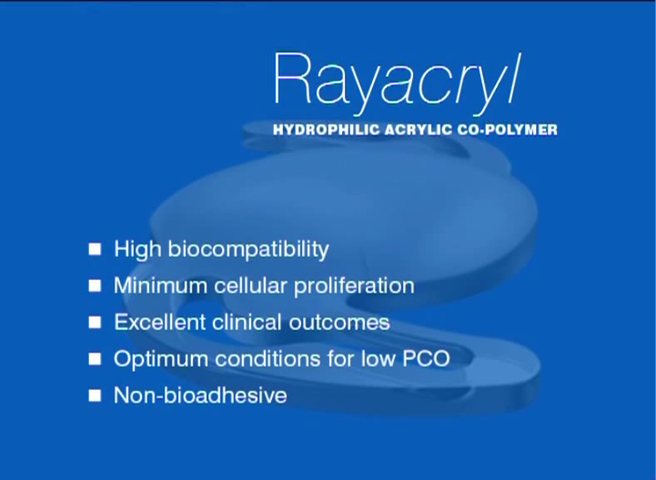 Rayacryl
HYDROPHILIC ACRYLIC CO-POLYMER
High biocompatibility
Minimum cellular proliferation
Excellent clinical outcomes
Optimum conditions for low PCO
Non-bioadhesive